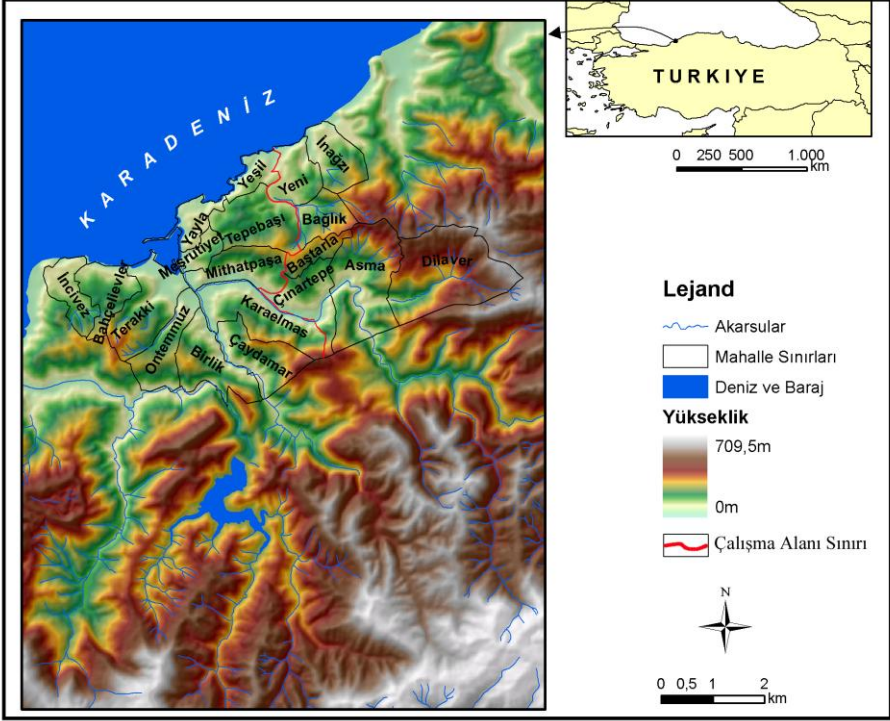 KARADENİZ
İnağzı
Yeşil
Yeni
Yayla
Tepebaşı
Bağlık
Meşrutiyet
Mithatpaşa
Baştarla
Asma
Dilaver
Çınartepe
İncivez
Bahçelievler
Terakki
Karaelmas
Ontemmuz
Birlik
Çaydamar
TURKIYE
0 250 500 1.000
km
Lejand
Akarsular
Mahalle Sınırları
Deniz ve Baraj
Yükseklik
709,5m
0m
Çalışma Alanı Sınırı
N
0 0,5 1 2
km